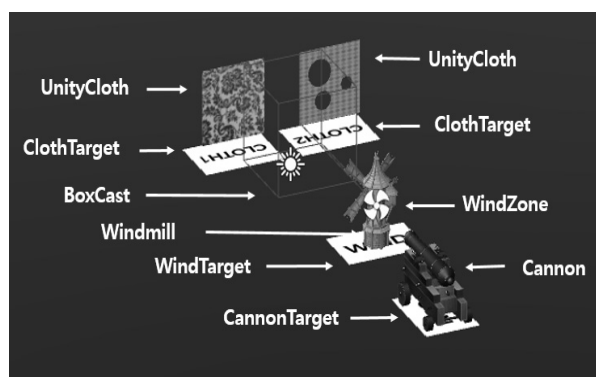 UnityCloth
UnityCloth
ClothTarget
ClothTarget
CLOTH1
CLOTH2
BoxCast
WindZone
Windmill
WindTarget
Cannon
CannonTarget